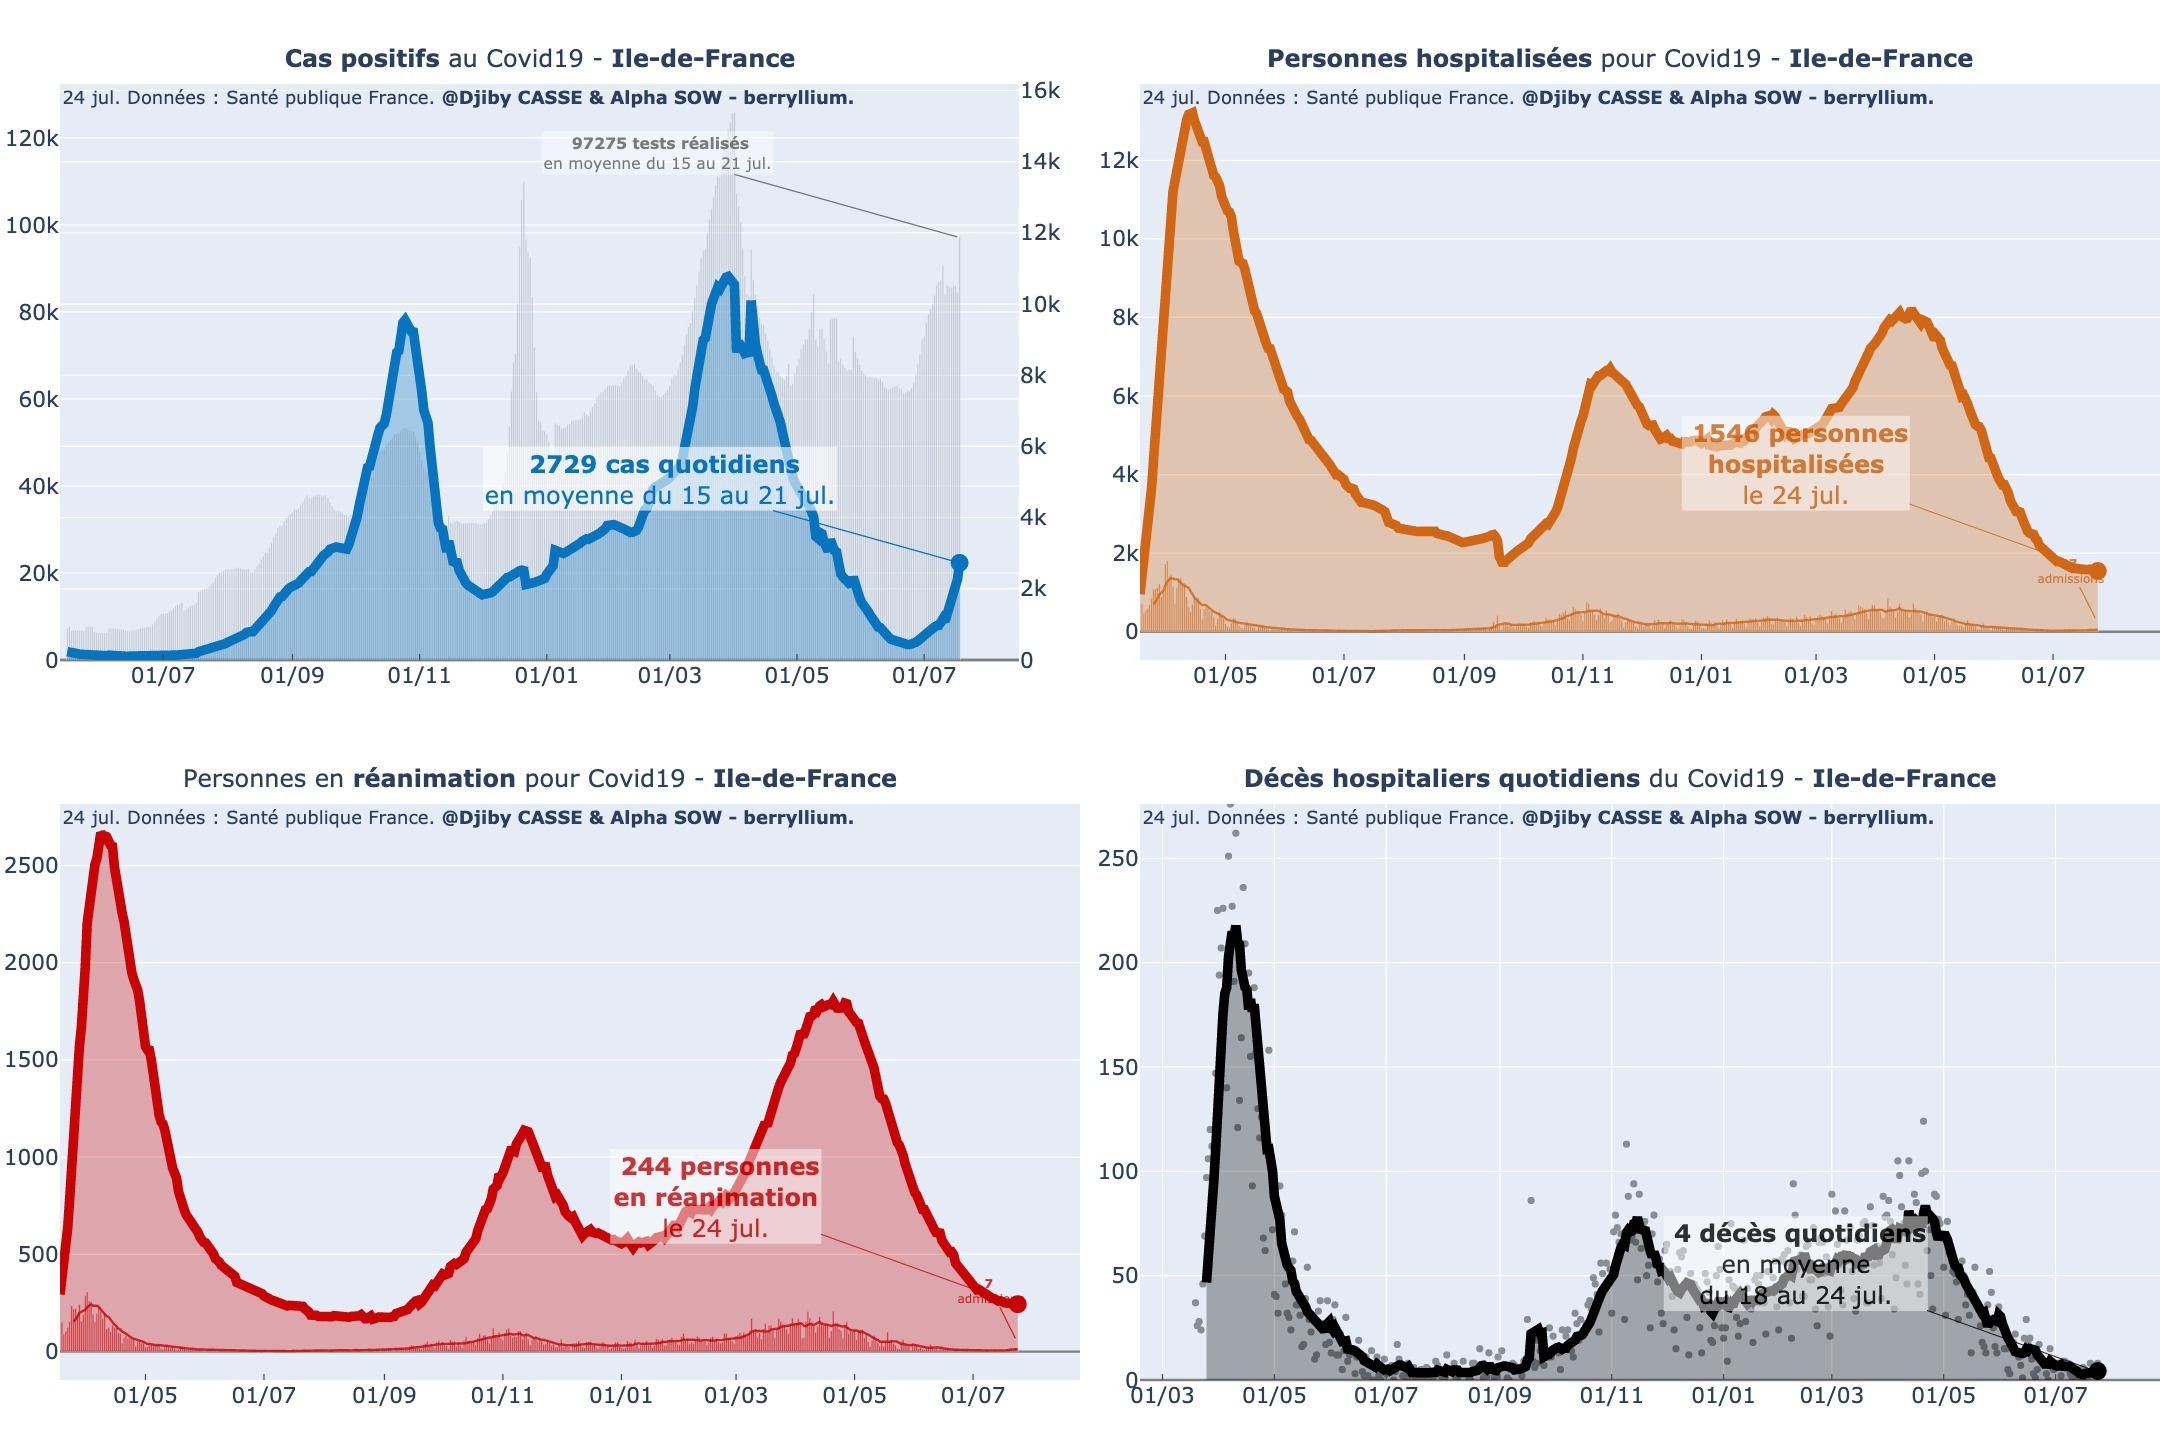 Cas positifs au Covid19 - Ile-de-France
24 jul. Données : Santé publique France. @Djiby CASSE & Alpha SOW - berryllium.
16k
120k
97275 tests réalisés
en moyenne du 15 au 21 jul.
14k
100k
12k
80k
10k
8k
60k
6k
2729 cas quotidiens
en moyenne du 15 au 21 jul.
40k
4k
20k
2k
0
0
01/07
01/09
01/11
01/01
01/03
01/05
01/07
Personnes hospitalisées pour Covid19 - Ile-de-France
24 jul. Données : Santé publique France. @Djiby CASSE & Alpha SOW - berryllium.
12k
10k
8k
6k
1546 personnes
hospitalisées
le 24 jul.
4k
2k
admissions
0
01/05
01/07
01/09
01/11
01/01
01/03
01/05
01/07
Personnes en réanimation pour Covid19 - Ile-de-France
24 jul. Données : Santé publique France. @Djiby CASSE & Alpha SOW - berryllium.
2500
2000
1500
1000
244 personnes
en réanimation
le 24 jul.
500
7
0
01/05
01/07
01/09
01/11
01/01
01/03
01/05
01/07
Décès hospitaliers quotidiens du Covid19 - Ile-de-France
24 jul. Données : Santé publique France. @Djiby CASSE & Alpha SOW - berryllium.
250
200
150
100
4 décès quotidiens
en moyenne
du 18 au 24 jul.
50
0
01/03
01/05
01/07
01/09
01/11
01/01
01/03
01/05
01/07